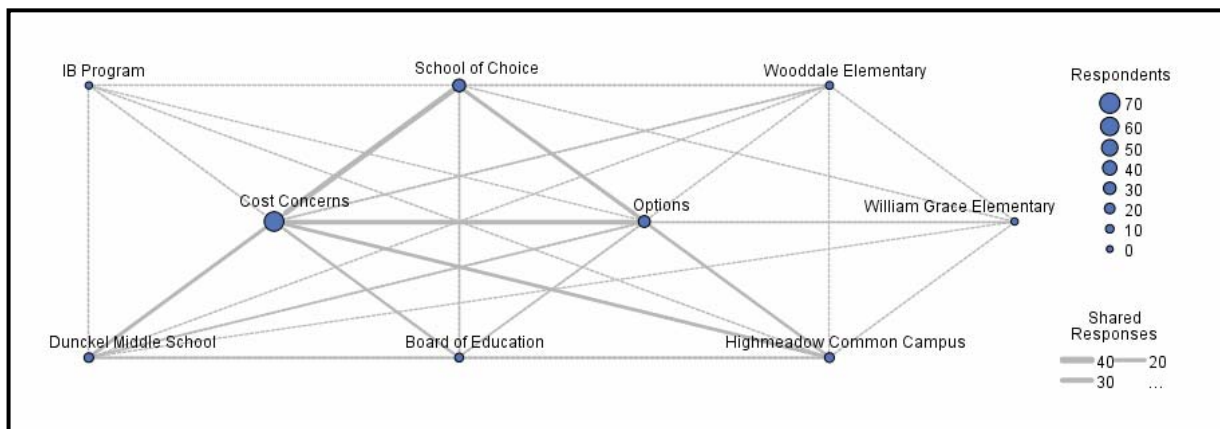 IB Program
School of Choice
Wooddale Elementary
Cost Concerns
Options
William Grace Elementary
Dunckel Middle School
Board of Education
Highmeadow Common Campus
Respondents
70
60
50
40
30
20
10
0
Shared
Responses
40 20
30 ...